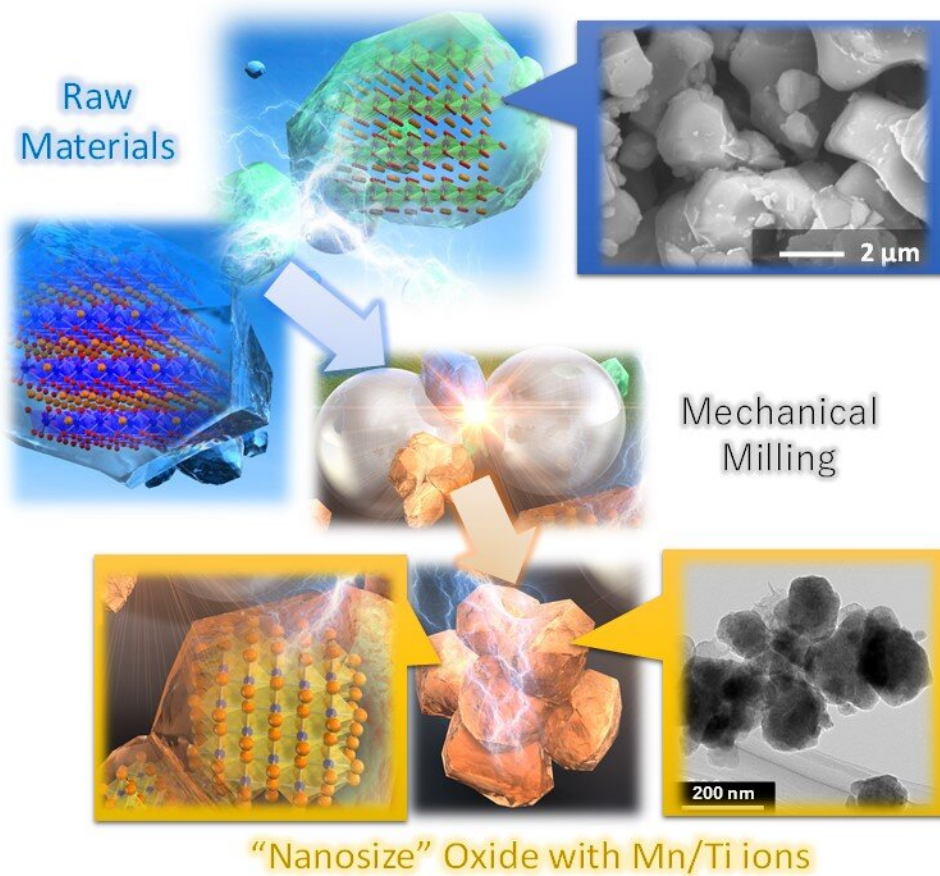 Raw
Materials
2 μm
Mechanical
Milling
200 nm
“Nanosize” Oxide with Mn/Ti ions